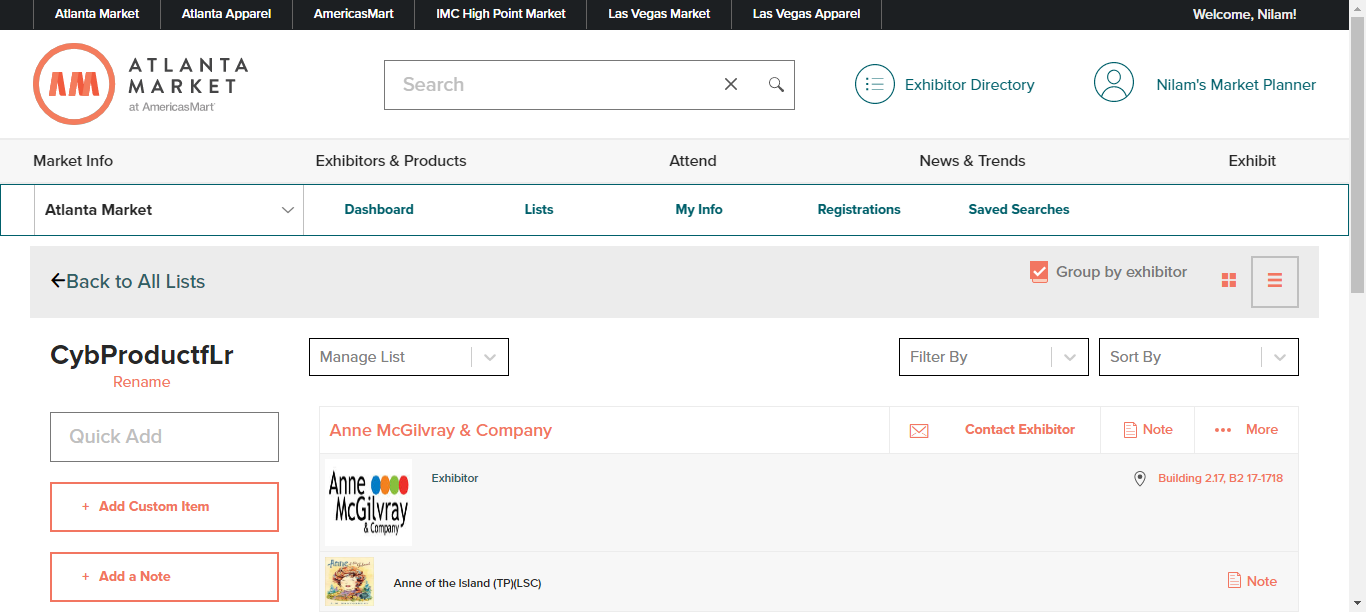 Atlanta Market Atlanta Apparel AmericasMart IMC High Point Market Las Vegas Market Las Vegas Apparel Welcome, Nilam!
ATLANTA
MARKET
at AmericasMart
Search
Exhibitor Directory
Nilam's Market Planner
Market Info Exhibitors & Products Attend News & Trends Exhibit
Atlanta Market Dashboard Lists My Info Registrations Saved Searches
Back to All Lists
Group by exhibitor
CybProductfLr
Rename
Manage List
Filter By
Sort By
Quick Add
+ Add Custom Item
+ Add a Note
Anne McGilvray & Company
Contact Exhibitor
Note
More
Anne
McGilvray
& Company
Exhibitor
Building 2.17, B2 17-1718
Anne of the Island
Anne of the Island (TP)(LSC)
Note